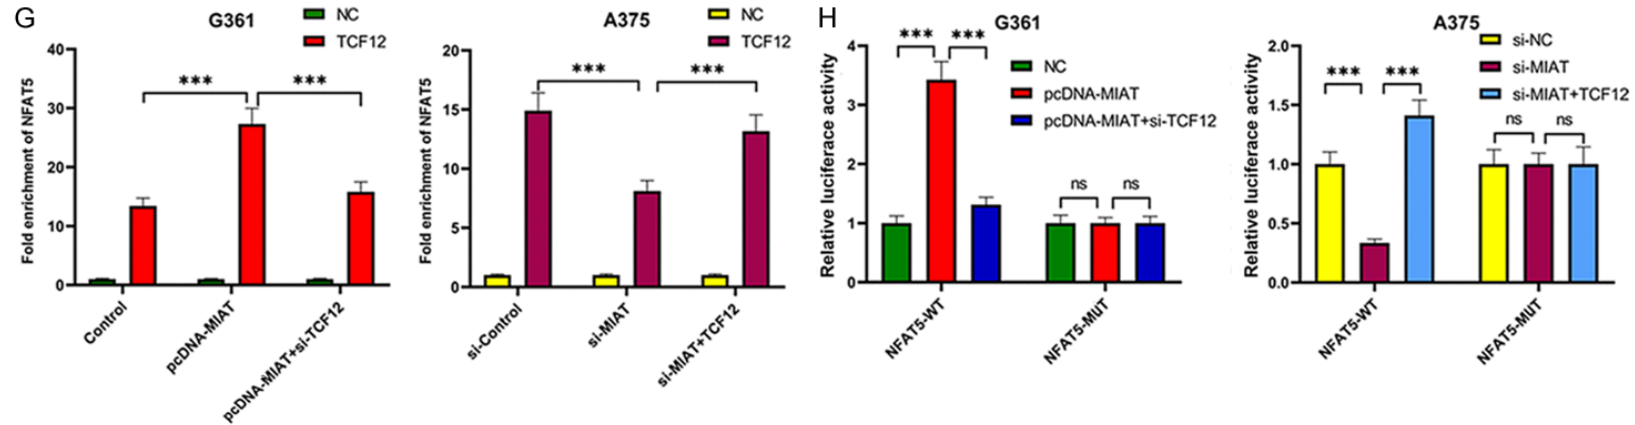 G
G361
NC
TCF12
Fold enrichment of NFAT5
40
30
20
10
0
***
***
Control
pcDNA-MIAT
pcDNA-MIAT+si-TCF12
A375
NC
TCF12
Fold enrichment of NFAT5
20
15
10
5
0
***
***
si-Control
si-MIAT
si-MIAT+TCF12
H
G361
NC
pcDNA-MIAT
pcDNA-MIAT+si-TCF12
Relative luciferace activity
4
3
2
1
0
***
***
ns
ns
NFAT5-WT
NFAT5-MUT
A375
si-NC
si-MIAT
si-MIAT+TCF12
Relative luciferace activity
2.0
1.5
1.0
0.5
0.0
***
***
ns
ns
NFAT5-WT
NFAT5-MUT